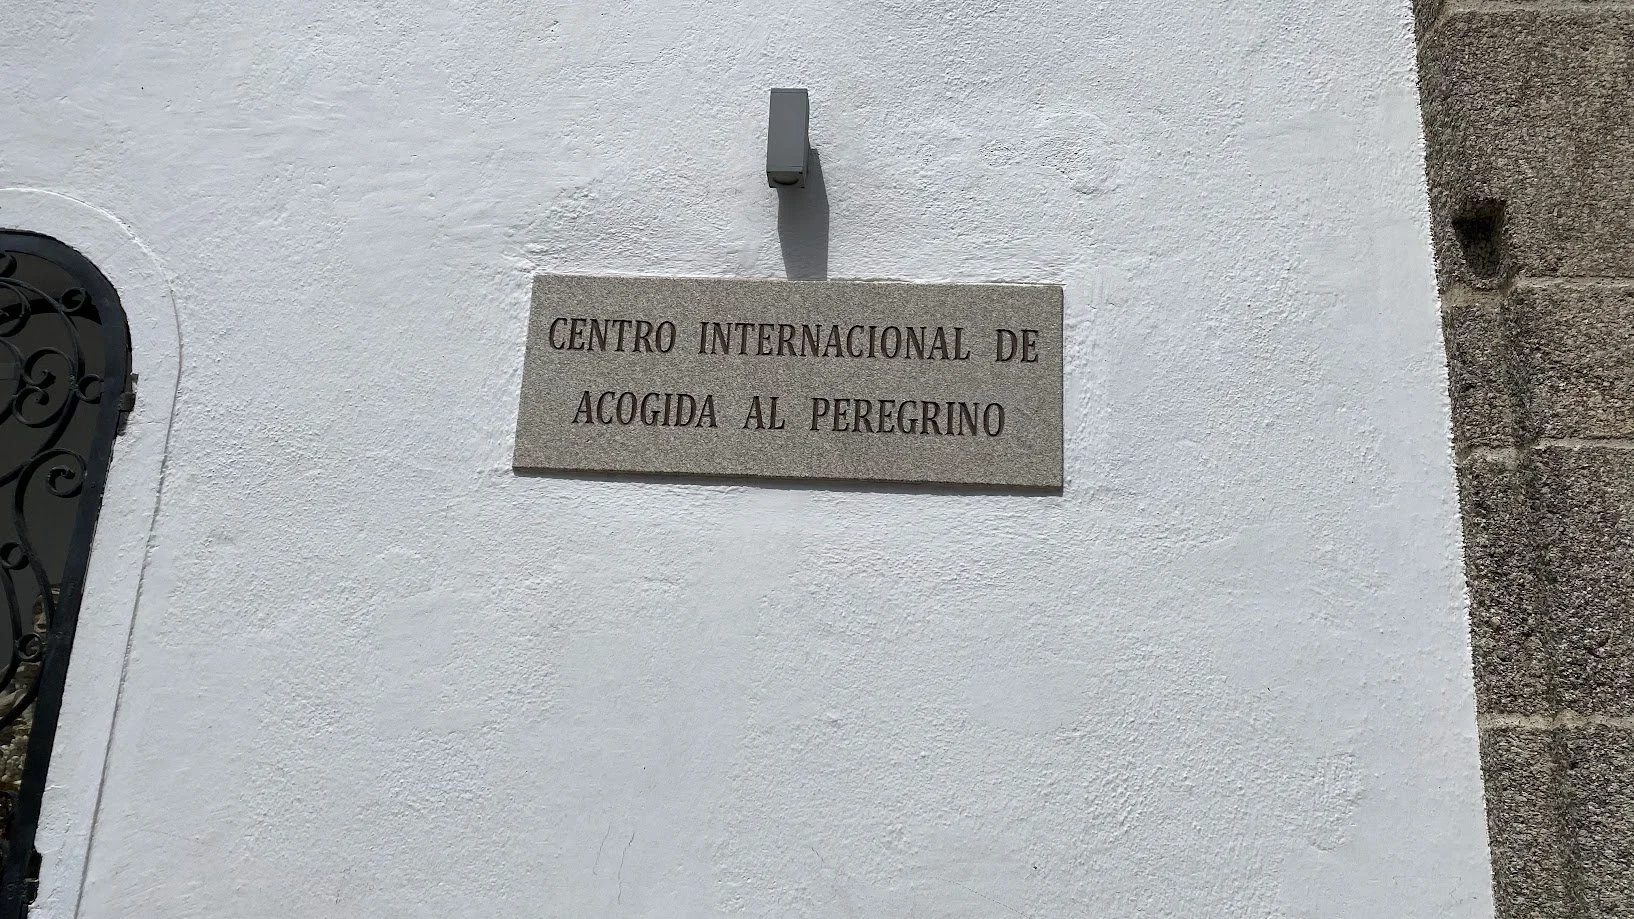 CENTRO INTERNACIONAL DE
ACOGIDA AL PEREGRINO